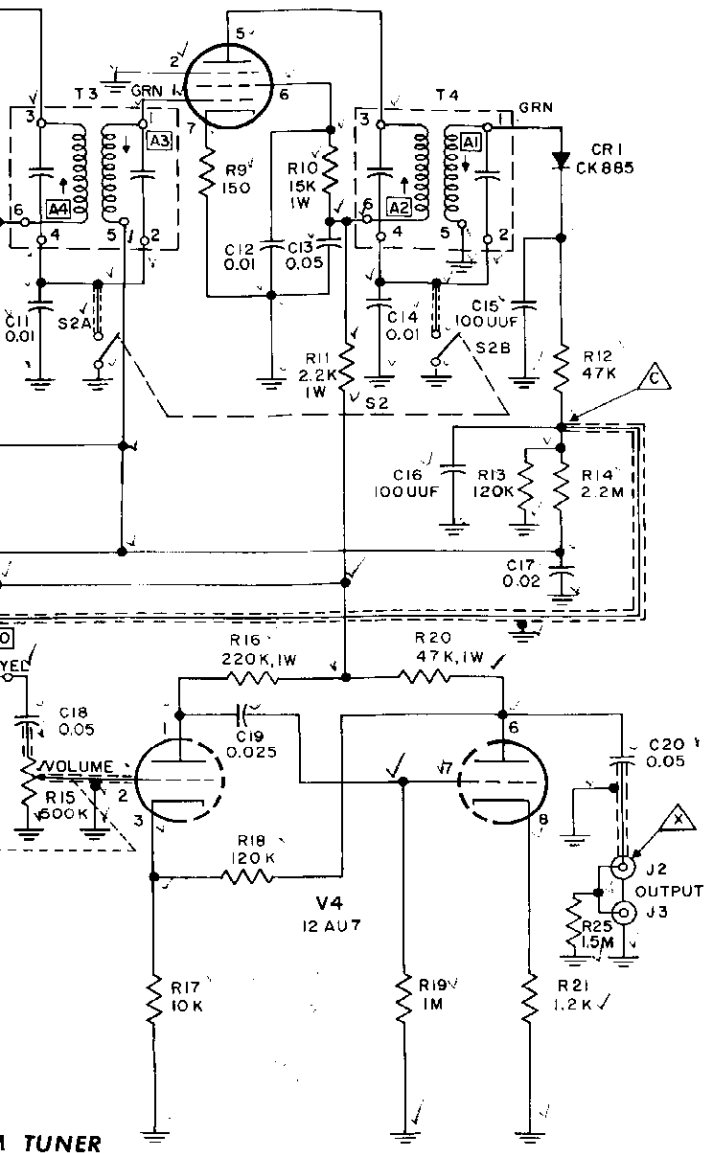 5
2
1
6
7
T3
GRN
3
1
A3
A4
6
4
5
2
R9
150
R10
15K
1W
T4
GRN
3
1
A1
A2
6
4
5
2
CR1
CK885
C12
0.01
C13
0.05
C11
0.01
S2A
C14
0.01
S2B
C15
100UUF
R11
2.2K
1W
S2
R12
47K
C
C16
100UUF
R13
120K
R14
2.2M
C17
0.02
R16
220K,1W
R20
47K,1W
YEL
C18
0.05
1
C19
0.025
6
C20
0.05
VOLUME
R15
500K
2
3
7
8
X
R18
120K
V4
12AU7
J2
OUTPUT
J3
R25
1.5M
R17
10K
R19
1M
R21
1.2K
TUNER